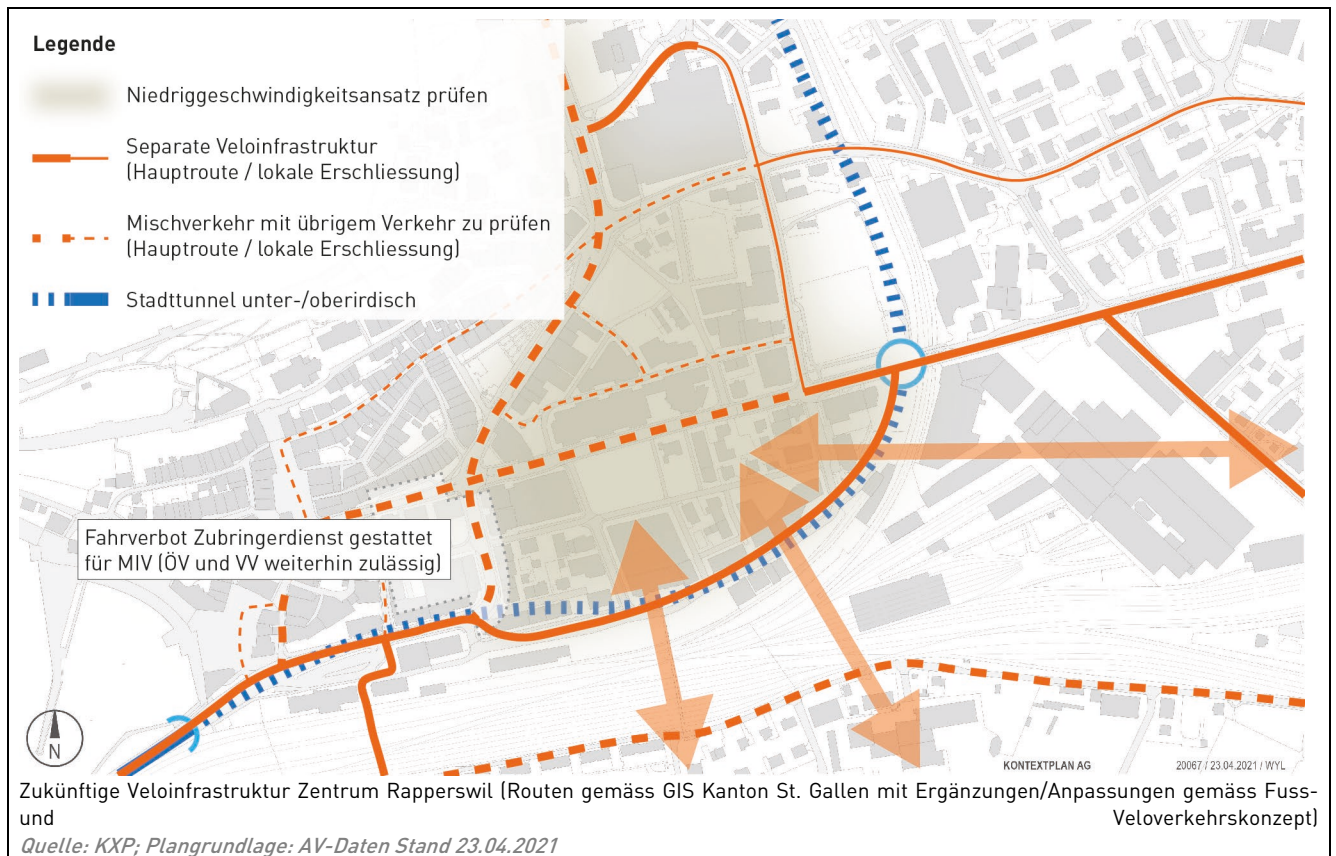 Legende
Niedriggeschwindigkeitsansatz prüfen
Separate Veloinfrastruktur
(Hauptroute / lokale Erschliessung)
Mischverkehr mit übrigem Verkehr zu prüfen
(Hauptroute / lokale Erschliessung)
Stadttunnel unter-/oberirdisch
Fahrverbot Zubringerdienst gestattet
für MIV (ÖV und VV weiterhin zulässig)
N
KONTEXTPLAN AG
20067 / 23.04.2021 / WYL
Zukünftige Veloinfrastruktur Zentrum Rapperswil (Routen gemäss GIS Kanton St. Gallen mit Ergänzungen/Anpassungen gemäss Fuss-
und Veloverkehrskonzept)
Quelle: KXP; Plangrundlage: AV-Daten Stand 23.04.2021